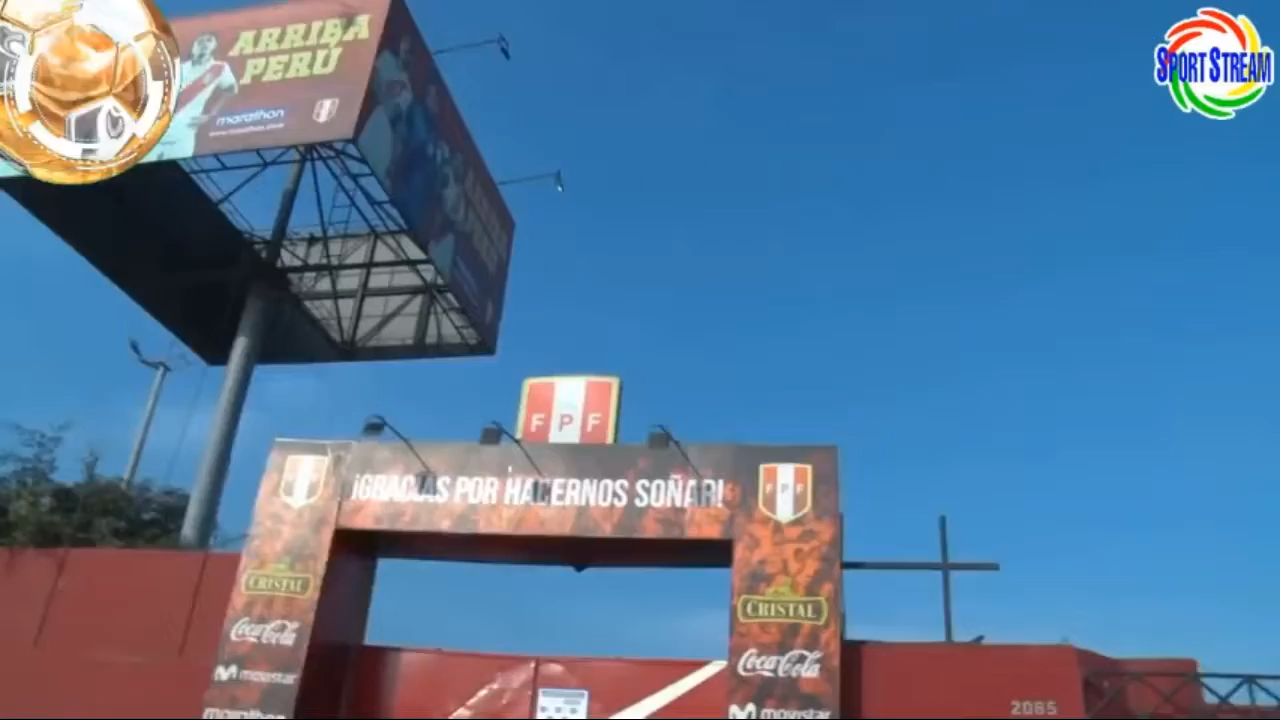 ARRIBA
PERÚ
marathon
SPORT STREAM
FPF
¡GRACIAS POR HACERNOS SOÑAR!
FPF
CRISTAL
Coca-Cola
movistar
marathon
CRISTAL
Coca-Cola
movistar
2085